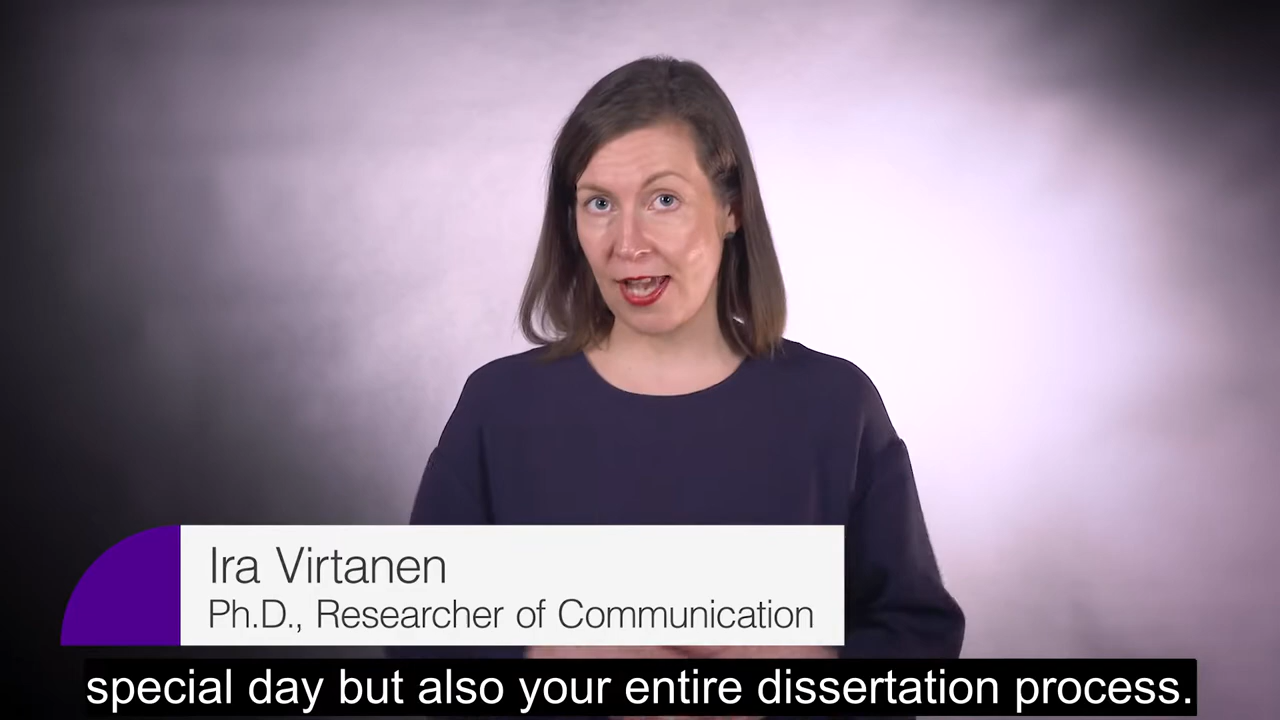 Ira Virtanen
Ph.D., Researcher of Communication
special day but also your entire dissertation process.